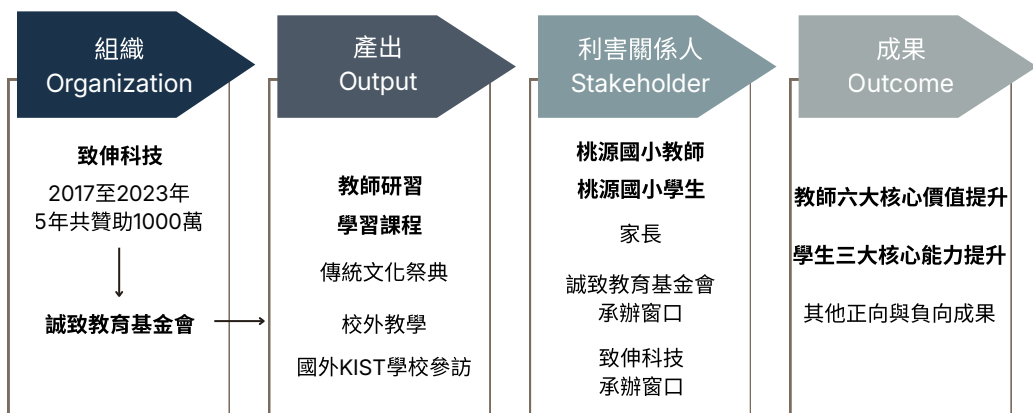 組織
Organization
致伸科技
2017至2023年
5年共贊助1000萬
誠致教育基金會
產出
Output
教師研習
學習課程
傳統文化祭典
校外教學
國外KIST學校參訪
利害關係人
Stakeholder
桃源國小教師
桃源國小學生
家長
誠致教育基金會
承辦窗口
致伸科技
承辦窗口
成果
Outcome
教師六大核心價值提升
學生三大核心能力提升
其他正向與負向成果